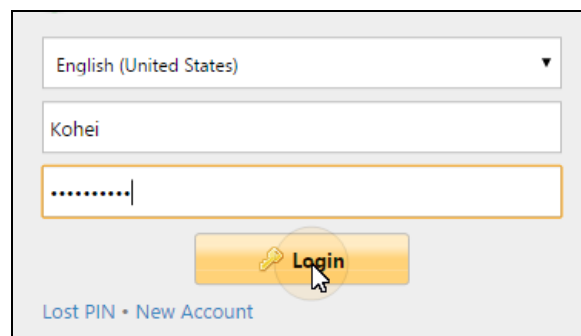 English (United States)
Kohei
••••••••••
Login
Lost PIN • New Account